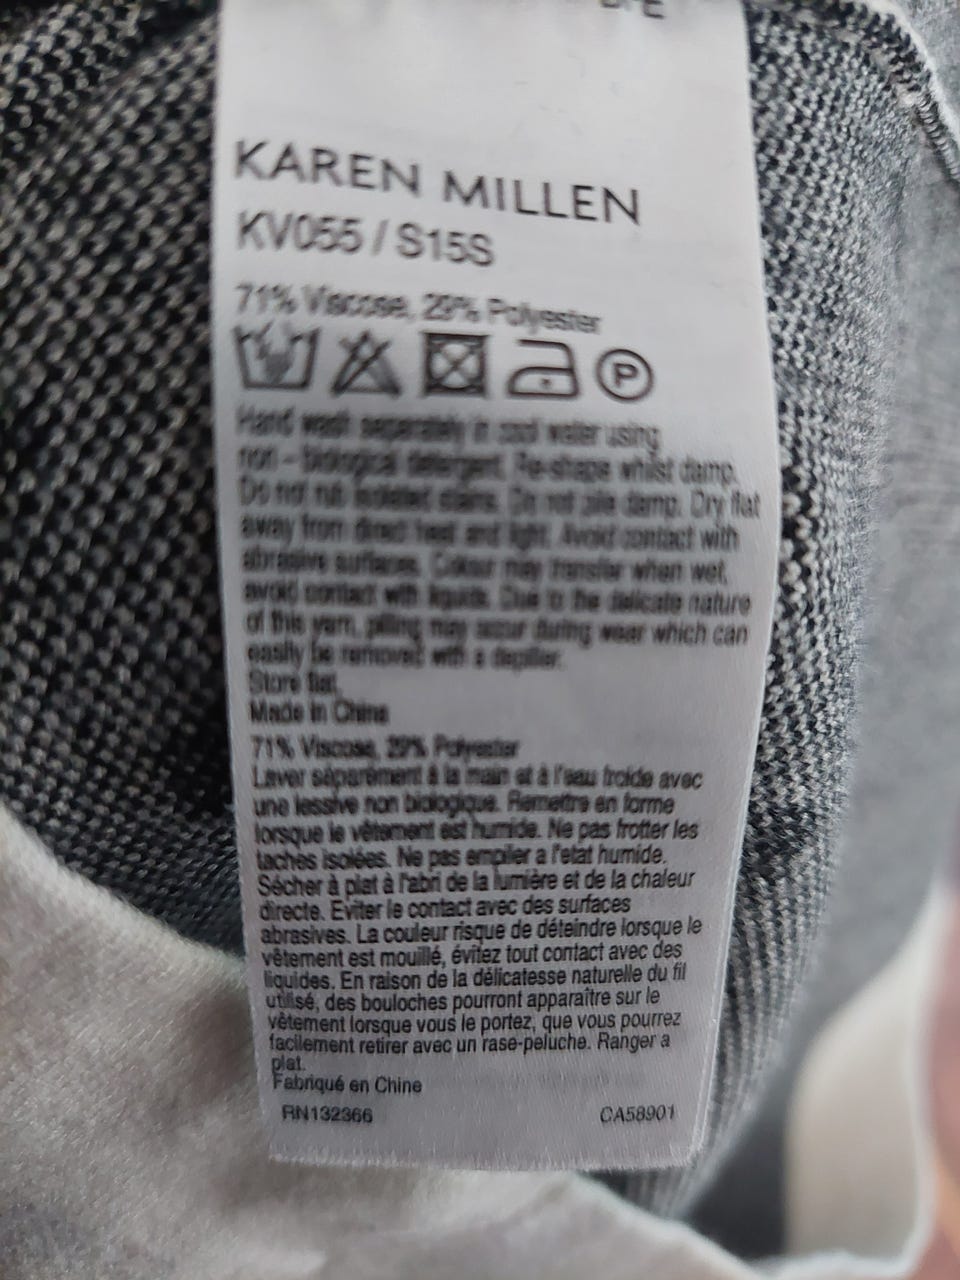 KAREN MILLEN
KV055 / S15S
71% Viscose, 29% Polyester
P
Hand wash separately in cool water using
non - biological detergent. Re-shape whilst damp.
Do not rub isolated stains. Do not pile damp. Dry flat
away from direct heat and light. Avoid contact with
abrasive surfaces. Colour may transfer when wet,
avoid contact with liquids. Due to the delicate nature
of this yarn, pilling may occur during wear which can
easily be removed with a depiller.
Store flat.
Made in China
71% Viscose, 29% Polyester
Laver séparément à la main et à l'eau froide avec
une lessive non biologique. Remettre en forme
lorsque le vêtement est humide. Ne pas frotter les
taches isolées. Ne pas empiler a l'etat humide.
Sécher à plat à l'abri de la lumière et de la chaleur
directe. Eviter le contact avec des surfaces
abrasives. La couleur risque de déteindre lorsque le
vêtement est mouillé, évitez tout contact avec des
liquides. En raison de la délicatesse naturelle du fil
utilisé, des bouloches pourront apparaître sur le
vêtement lorsque vous le portez, que vous pourrez
facilement retirer avec un rase-peluche. Ranger a
plat.
Fabriqué en Chine
RN132366 CA58901